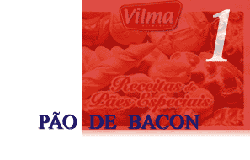 Vilma
1
Receitas de
Pães Especiais
PÃO DE BACON